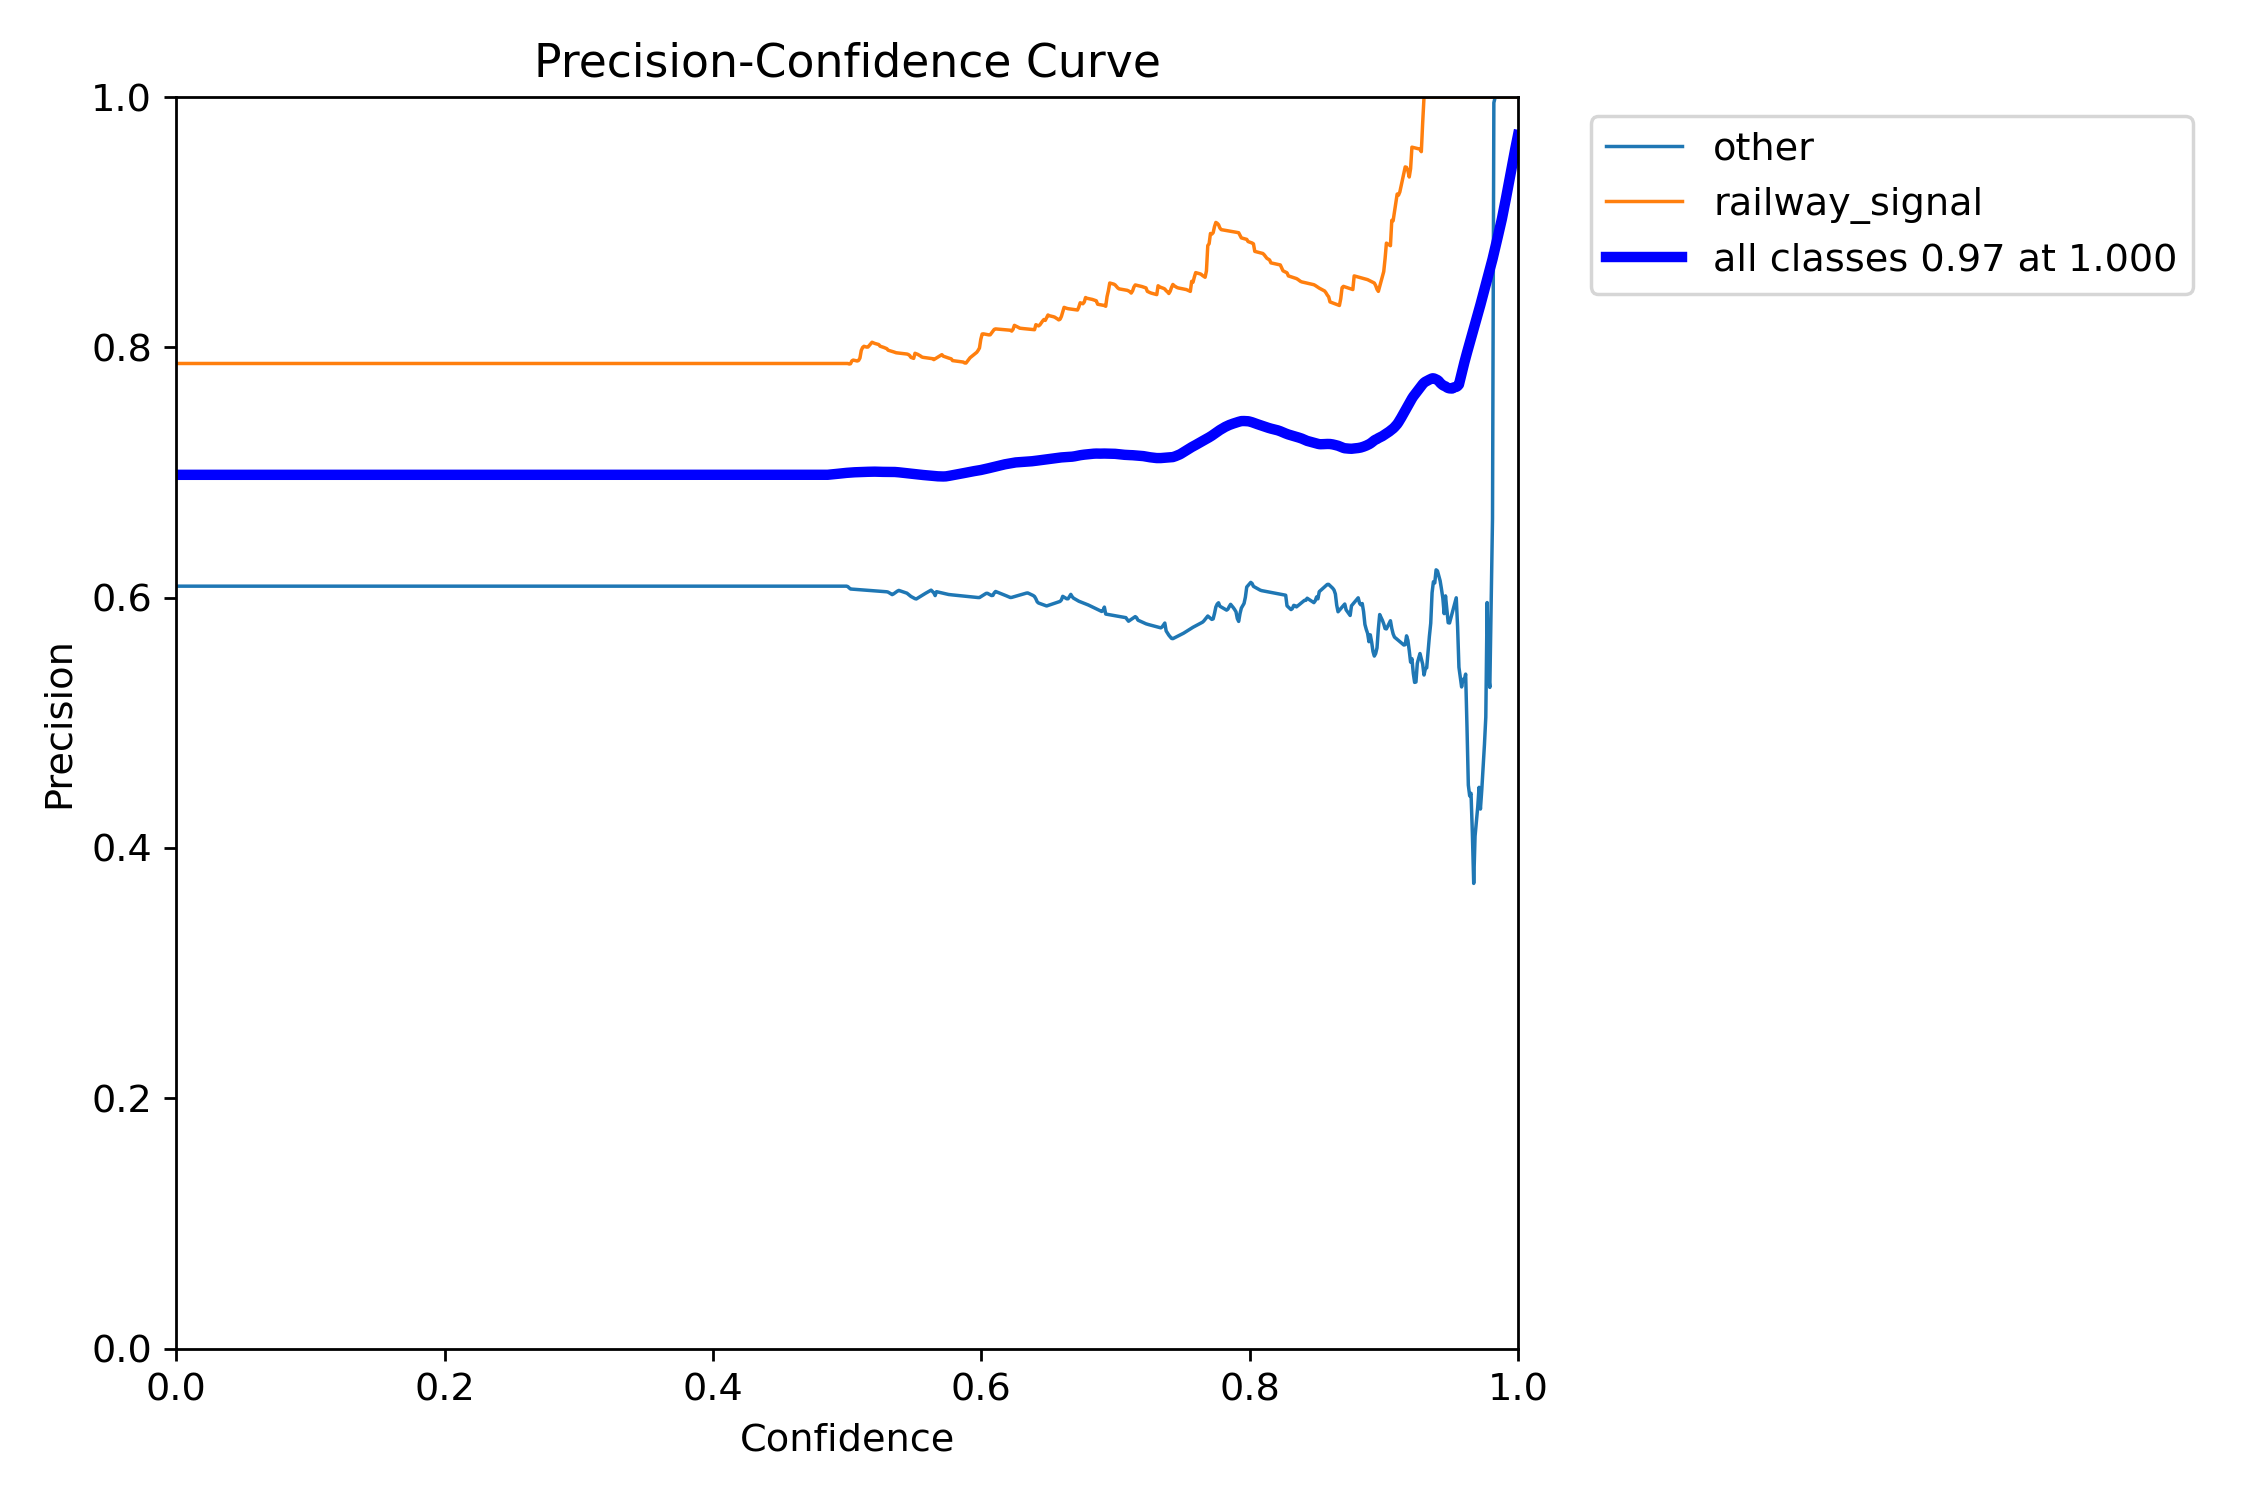 Precision-Confidence Curve
1.0
0.8
0.6
0.4
0.2
0.0
Precision
0.0 0.2 0.4 0.6 0.8 1.0
Confidence
other
railway_signal
all classes 0.97 at 1.000